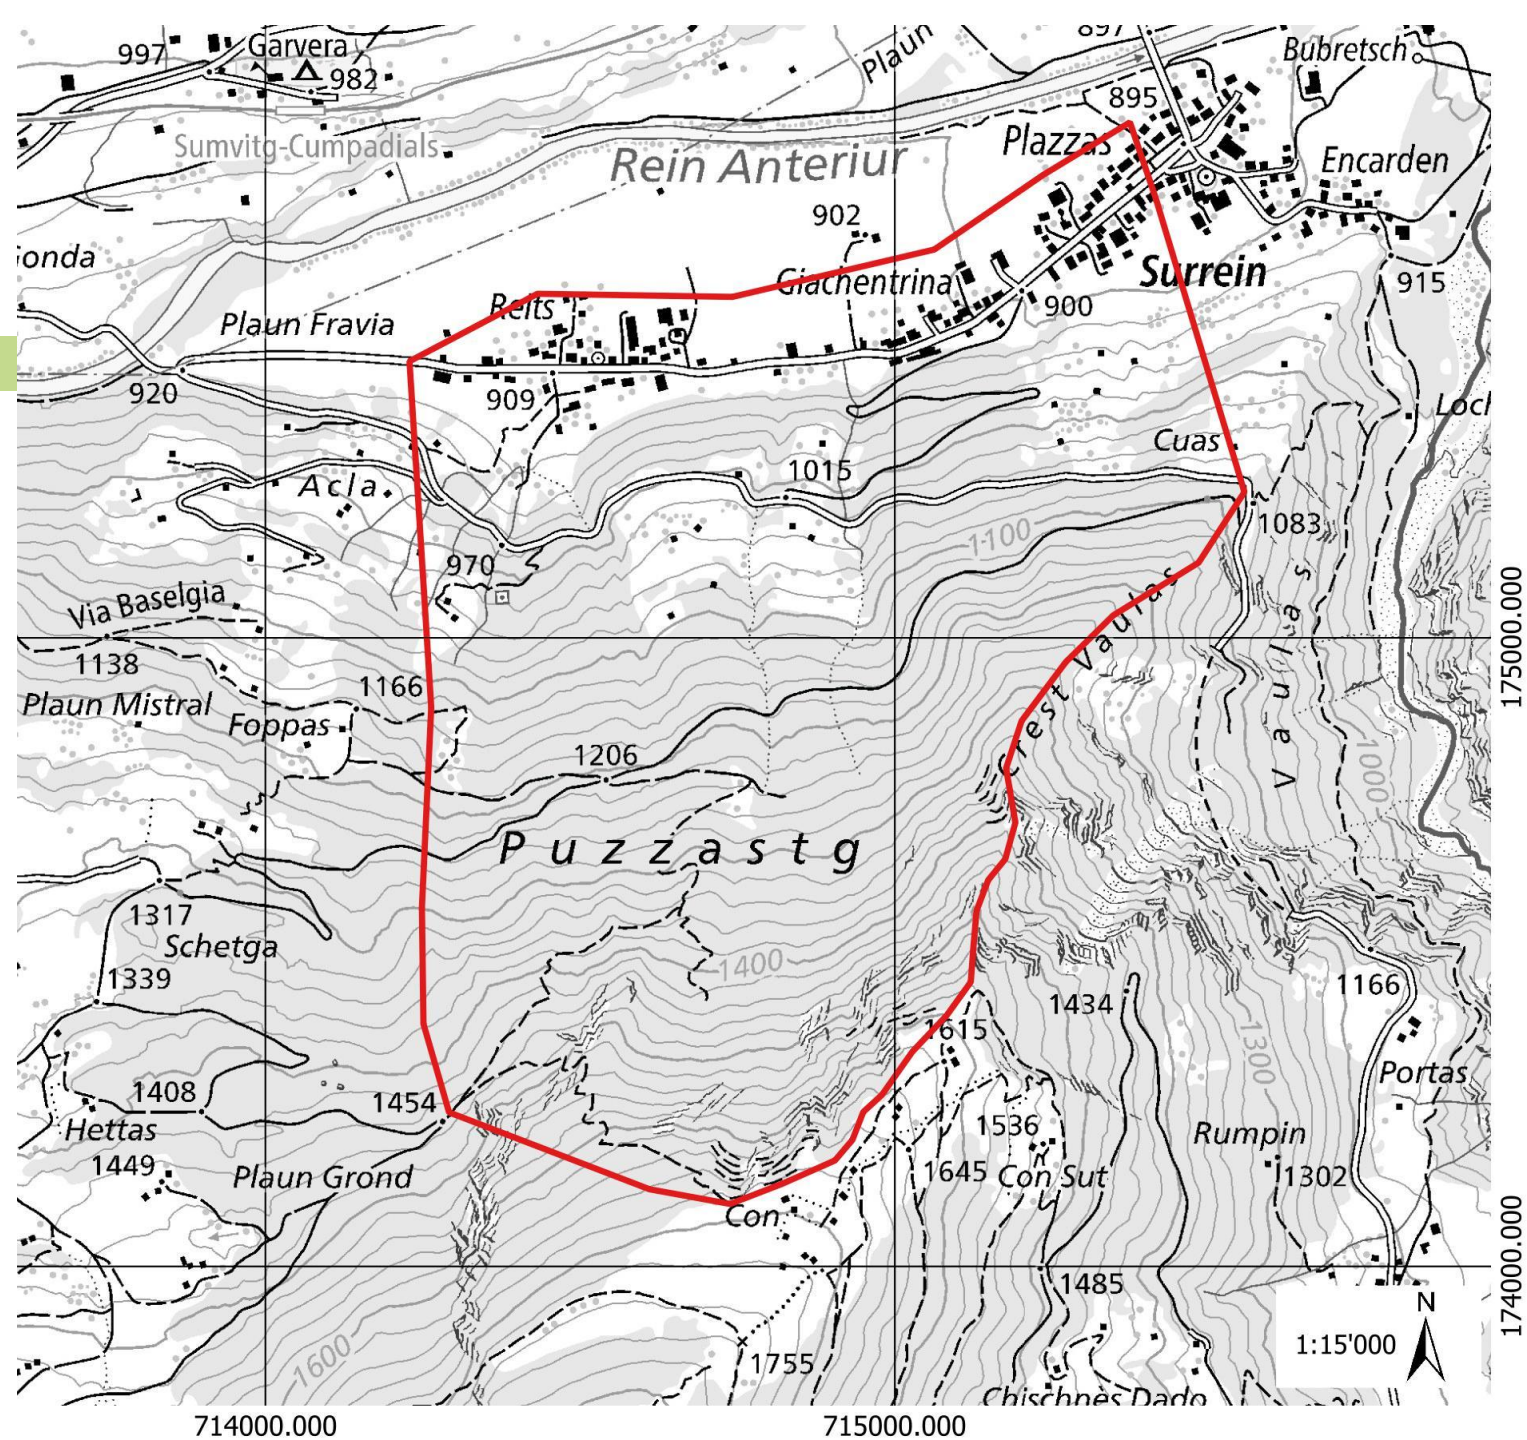 997
Garvera
982
Plaun
897
Bubretsch
895
Sumvitg-Cumpadials
Rein Anteriur
Plazzas
Encarden
902
onda
Giachentrina
Surrein
915
Reits
900
Plaun Fravia
920
909
Loch
Cuas
1015
Acla
1083
1100
970
Via Baselgia
1138
Crest Vaulas
Vaulas
175000.000
1166
Plaun Mistral
Foppas
1206
1000
Puzzastg
1317
Schetga
1400
1339
1434
1166
1615
1300
1408
1454
Portas
Hettas
1536
Rumpin
1449
Plaun Grond
1645
Con Sut
1302
Con
174000.000
1485
N
1:15'000
1600
1755
Chischnès Dado
714000.000
715000.000